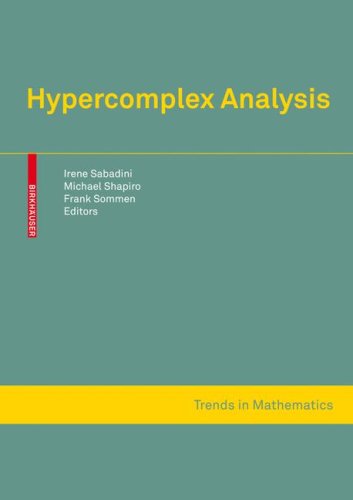 Hypercomplex Analysis
Irene Sabadini
Michael Shapiro
Frank Sommen
Editors
BIRKHÄUSER
Trends in Mathematics